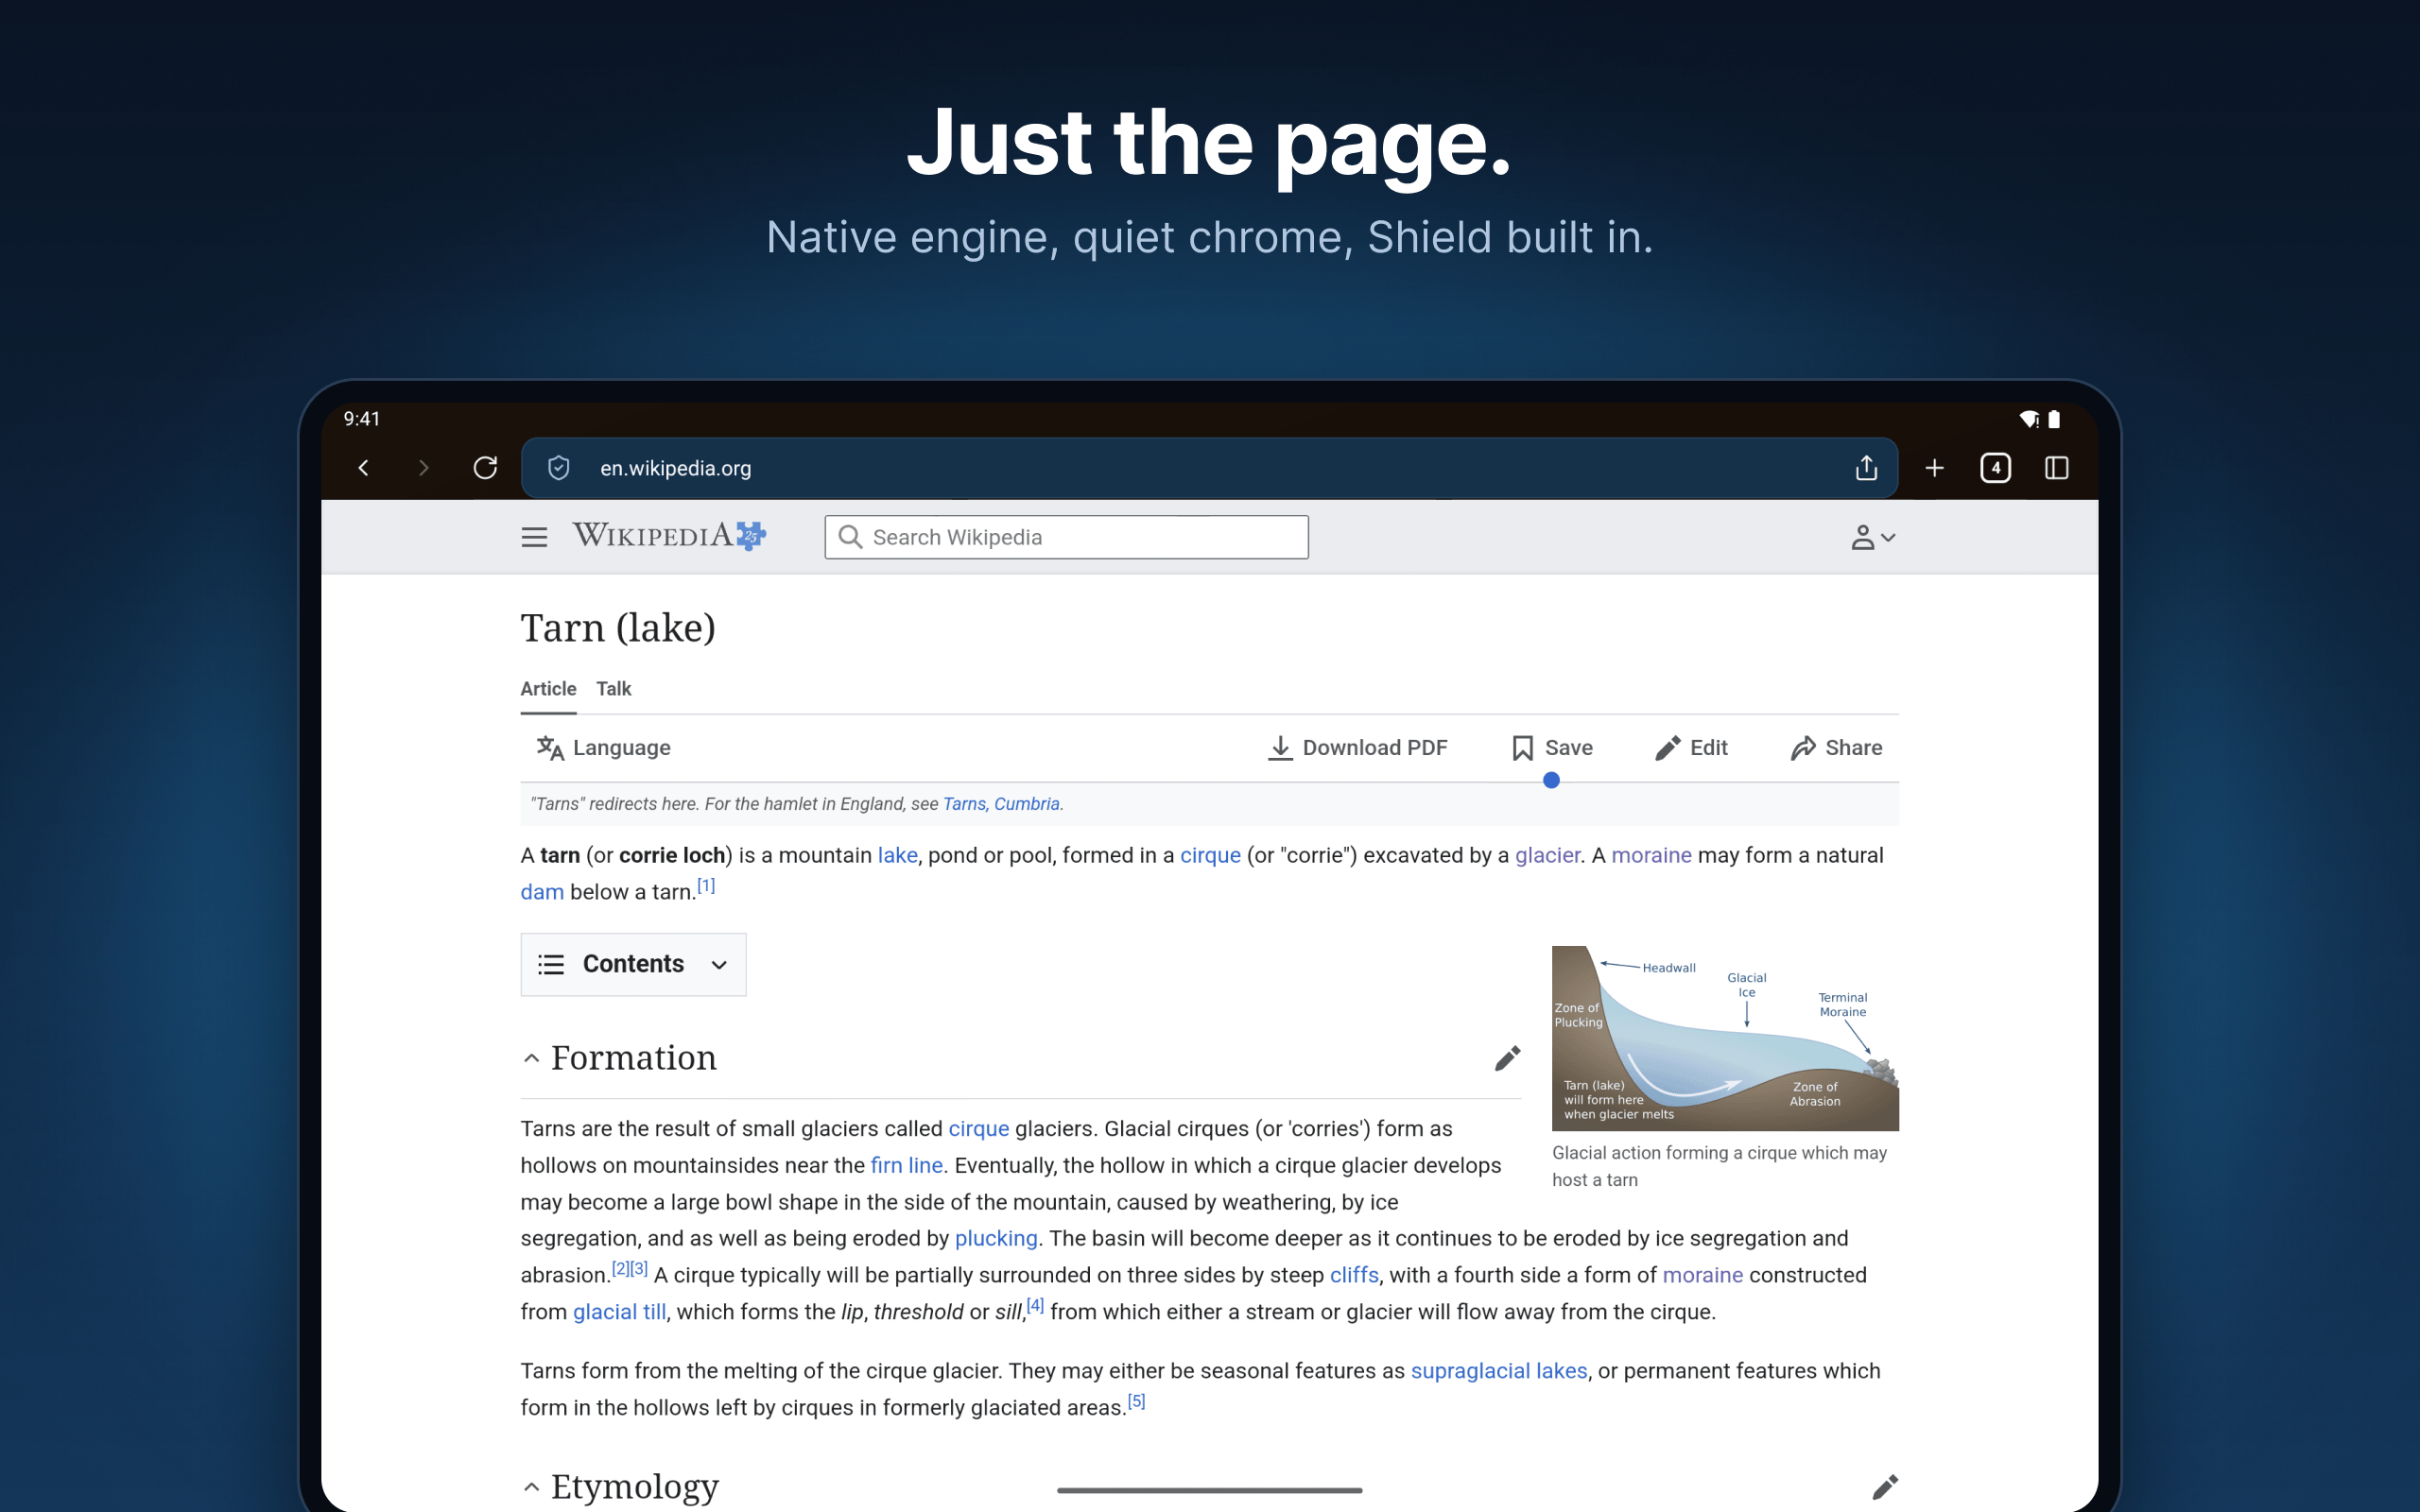 Just the page.
Native engine, quiet chrome, Shield built in.
9:41
en.wikipedia.org
4
WIKIPEDIA 25
Search Wikipedia
Tarn (lake)
Article Talk
Language Download PDF Save Edit Share
"Tarns" redirects here. For the hamlet in England, see Tarns, Cumbria.
A tarn (or corrie loch) is a mountain lake, pond or pool, formed in a cirque (or "corrie") excavated by a glacier. A moraine may form a natural
dam below a tarn.[1]
Contents
Headwall
Glacial
Ice
Terminal
Moraine
Zone of
Plucking
Tarn (lake)
will form here
when glacier melts
Zone of
Abrasion
Glacial action forming a cirque which may
host a tarn
Formation
Tarns are the result of small glaciers called cirque glaciers. Glacial cirques (or 'corries') form as
hollows on mountainsides near the firn line. Eventually, the hollow in which a cirque glacier develops
may become a large bowl shape in the side of the mountain, caused by weathering, by ice
segregation, and as well as being eroded by plucking. The basin will become deeper as it continues to be eroded by ice segregation and
abrasion.[2][3] A cirque typically will be partially surrounded on three sides by steep cliffs, with a fourth side a form of moraine constructed
from glacial till, which forms the lip, threshold or sill,[4] from which either a stream or glacier will flow away from the cirque.
Tarns form from the melting of the cirque glacier. They may either be seasonal features as supraglacial lakes, or permanent features which
form in the hollows left by cirques in formerly glaciated areas.[5]
Etymology